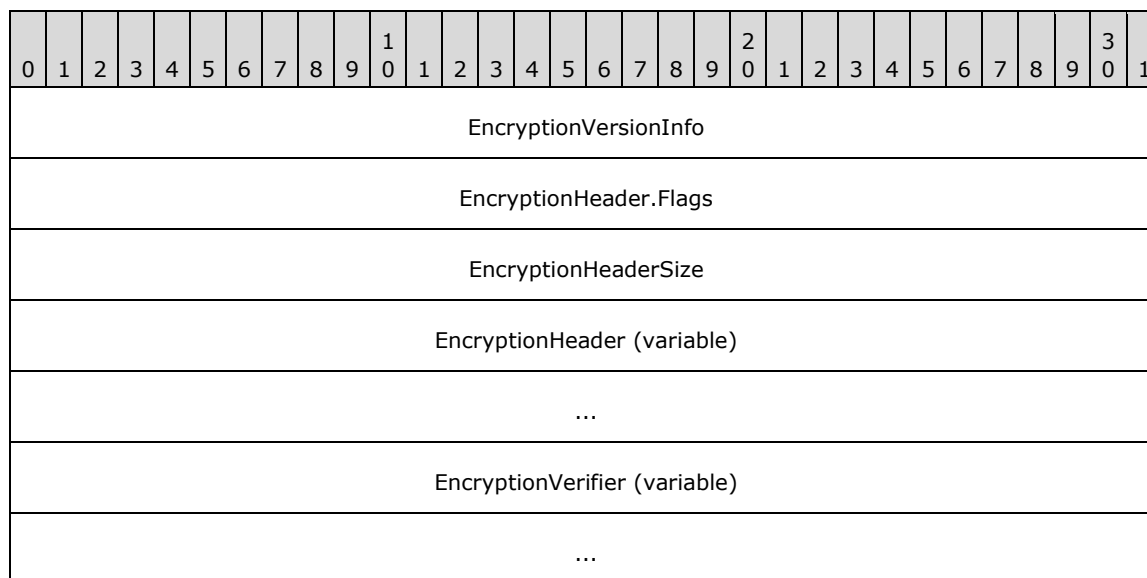 1 2 3
0 1 2 3 4 5 6 7 8 9 0 1 2 3 4 5 6 7 8 9 0 1 2 3 4 5 6 7 8 9 0 1
EncryptionVersionInfo
EncryptionHeader.Flags
EncryptionHeaderSize
EncryptionHeader (variable)
...
EncryptionVerifier (variable)
...